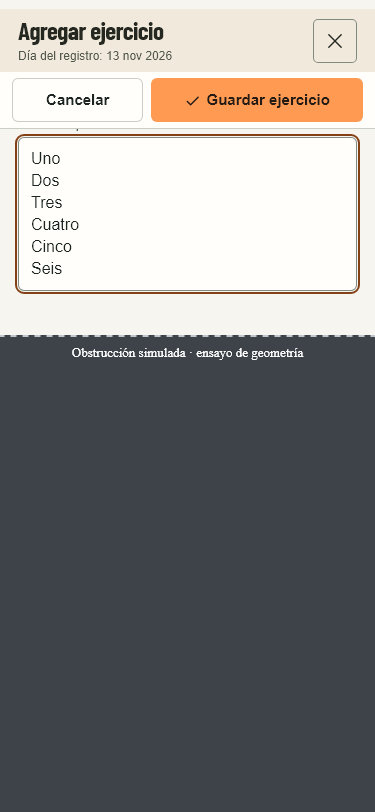 Agregar ejercicio
Día del registro: 13 nov 2026
Cancelar
Guardar ejercicio
Uno
Dos
Tres
Cuatro
Cinco
Seis
Obstrucción simulada · ensayo de geometría